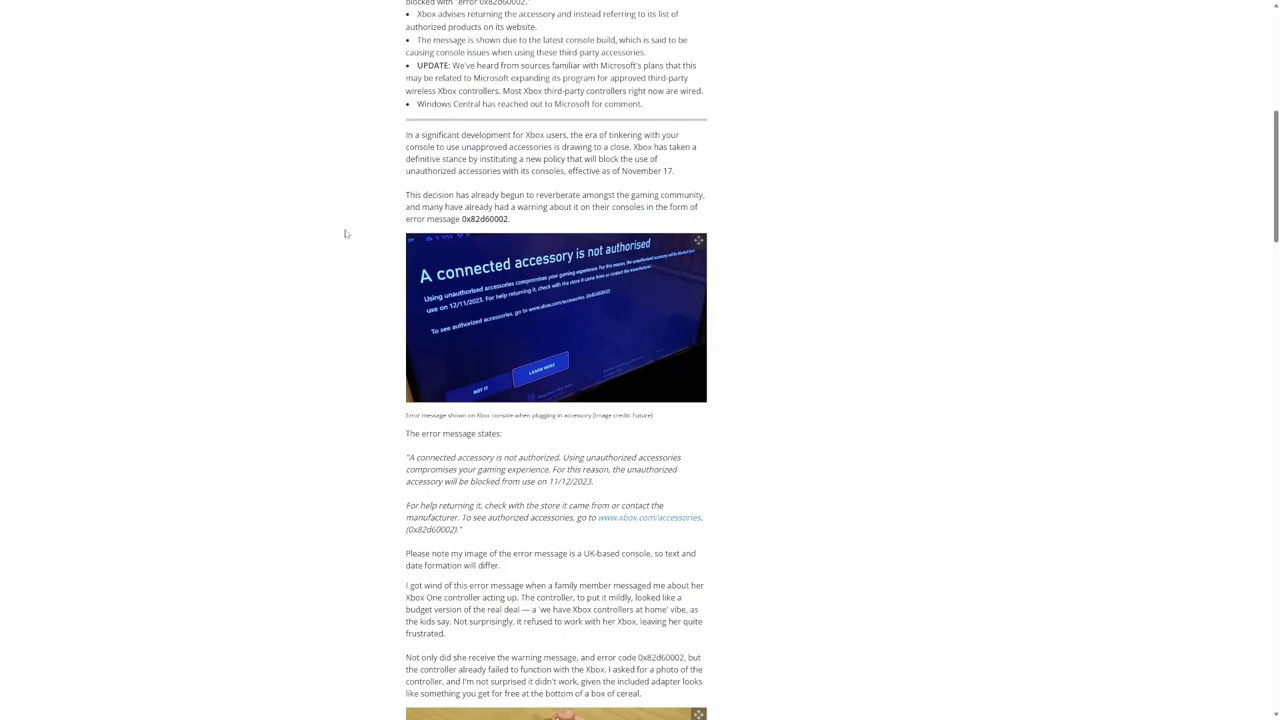 blocked with "error 0x82d60002."
• Xbox advises returning the accessory and instead referring to its list of
authorized products on its website.
• The message is shown due to the latest console build, which is said to be
causing console issues when using these third-party accessories.
• UPDATE: We've heard from sources familiar with Microsoft's plans that this
may be related to Microsoft expanding its program for approved third-party
wireless Xbox controllers. Most Xbox third-party controllers right now are wired.
• Windows Central has reached out to Microsoft for comment.
In a significant development for Xbox users, the era of tinkering with your
console to use unapproved accessories is drawing to a close. Xbox has taken a
definitive stance by instituting a new policy that will block the use of
unauthorized accessories with its consoles, effective as of November 17.
This decision has already begun to reverberate amongst the gaming community,
and many have already had a warning about it on their consoles in the form of
error message 0x82d60002.
A connected accessory is not authorised
Using unauthorised accessories compromises your gaming experience. For this reason, the unauthorised accessory will be blocked from
use on 12/11/2023. For help returning it, check with the store it came from or contact the manufacturer.
To see authorized accessories, go to www.xbox.com/accessories. (0x82d60002)
GOT IT
LEARN MORE
Error message shown on Xbox console when plugging in accessory (Image credit: Future)
The error message states:
"A connected accessory is not authorized. Using unauthorized accessories
compromises your gaming experience. For this reason, the unauthorized
accessory will be blocked from use on 11/12/2023.
For help returning it, check with the store it came from or contact the
manufacturer. To see authorized accessories, go to www.xbox.com/accessories.
(0x82d60002)."
Please note my image of the error message is a UK-based console, so text and
date formation will differ.
I got wind of this error message when a family member messaged me about her
Xbox One controller acting up. The controller, to put it mildly, looked like a
budget version of the real deal — a 'we have Xbox controllers at home' vibe, as
the kids say. Not surprisingly, it refused to work with her Xbox, leaving her quite
frustrated.
Not only did she receive the warning message, and error code 0x82d60002, but
the controller already failed to function with the Xbox. I asked for a photo of the
controller, and I'm not surprised it didn't work, given the included adapter looks
like something you get for free at the bottom of a box of cereal.